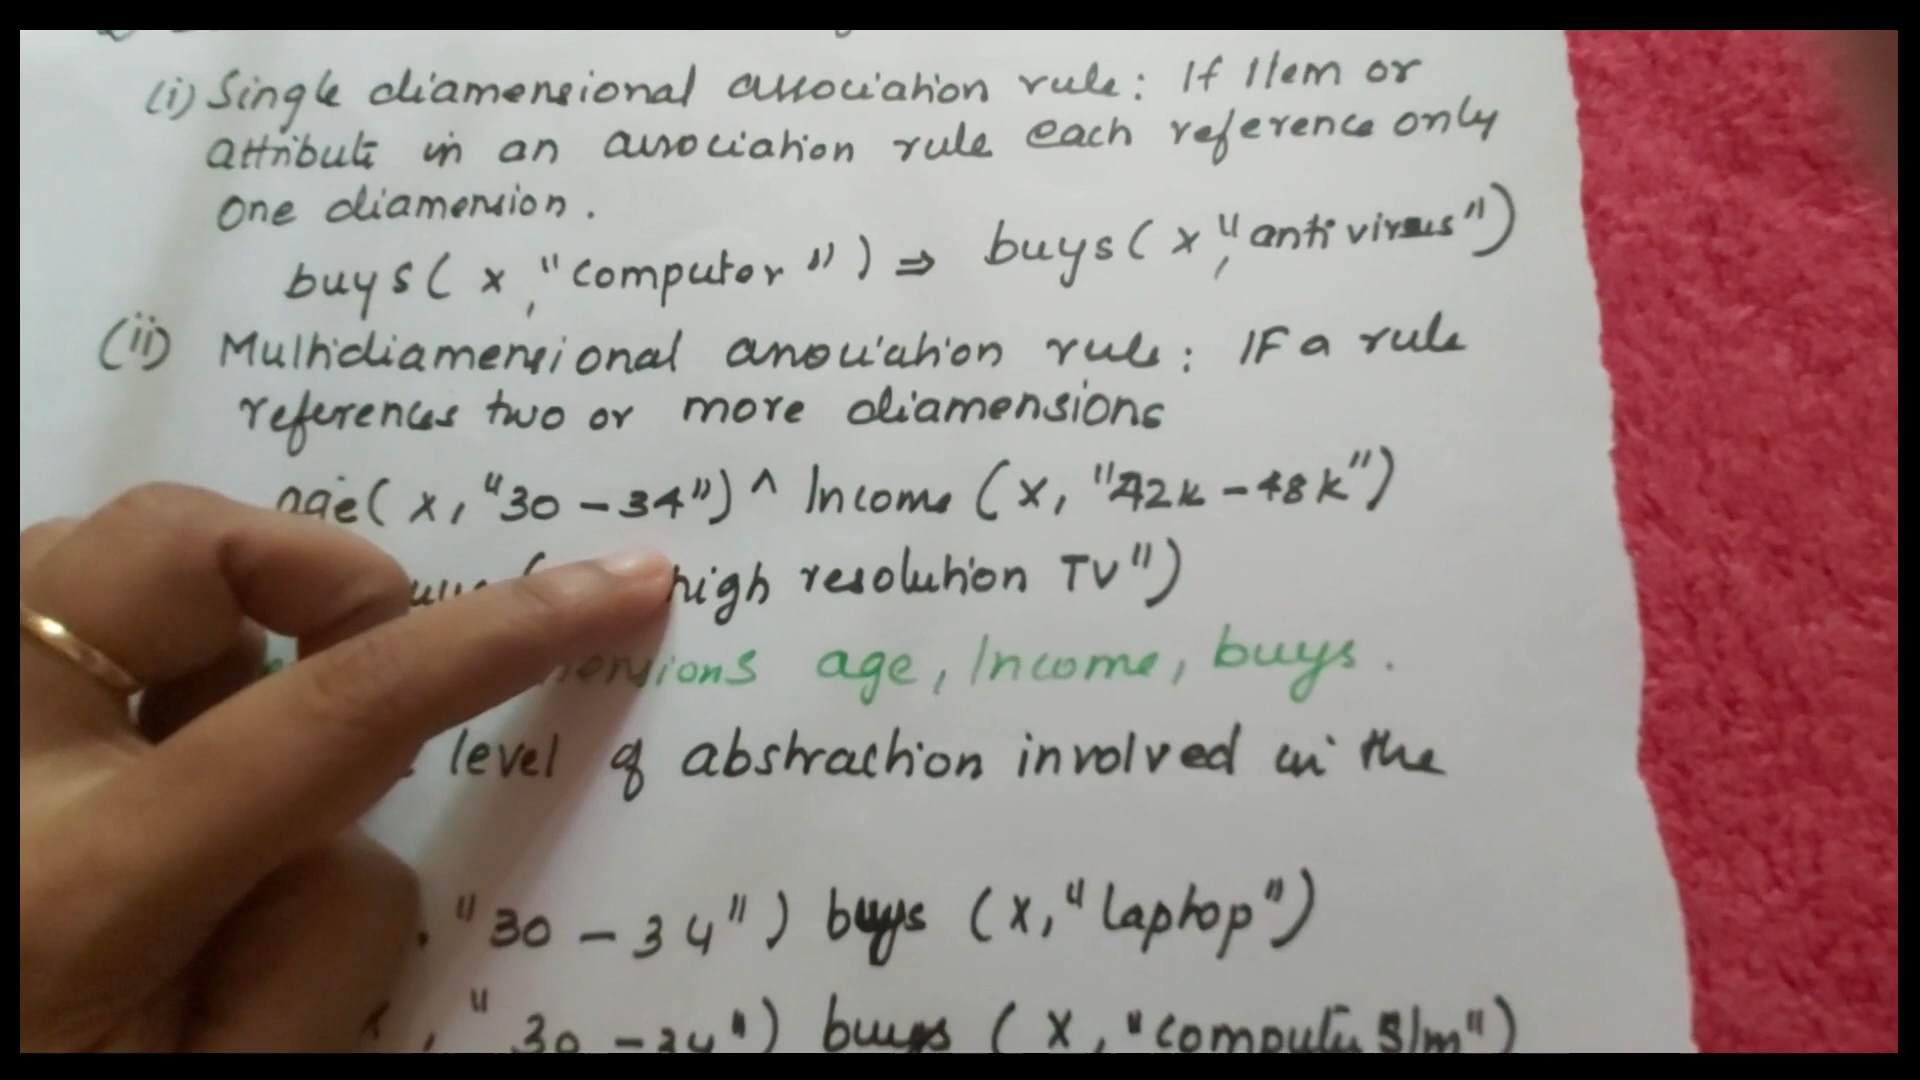 (i) Single diamensional association rule: If Item or
attribute in an association rule each reference only
one diamension.
buys( x, "computer") ⇒ buys( x, "anti virus")
(ii) Multidiamensional association rule: IF a rule
references two or more diamensions
age( x, "30 - 34") ^ Income (x, "42k - 48k")
high resolution TV")
age, Income, buys.
level of abstraction involved in the
"30 - 34") buys (x, "laptop")
x, "30 - 34") buys (x, "